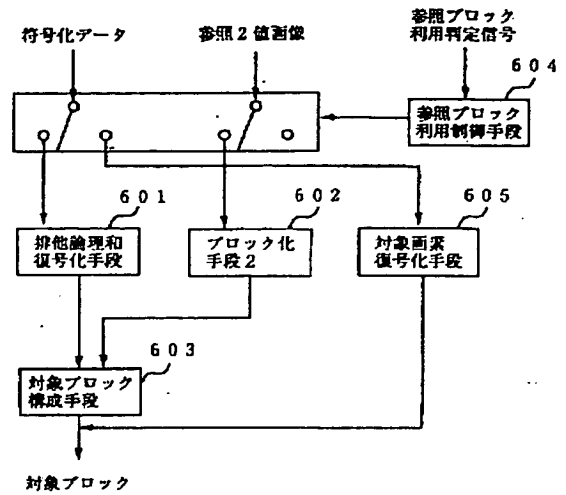 符号化データ
参照2値画像
参照ブロック
利用判定信号
604
参照ブロック
利用制御手段
601
排他論理和
復号化手段
602
ブロック化
手段2
605
対象画素
復号化手段
603
対象ブロック
構成手段
対象ブロック